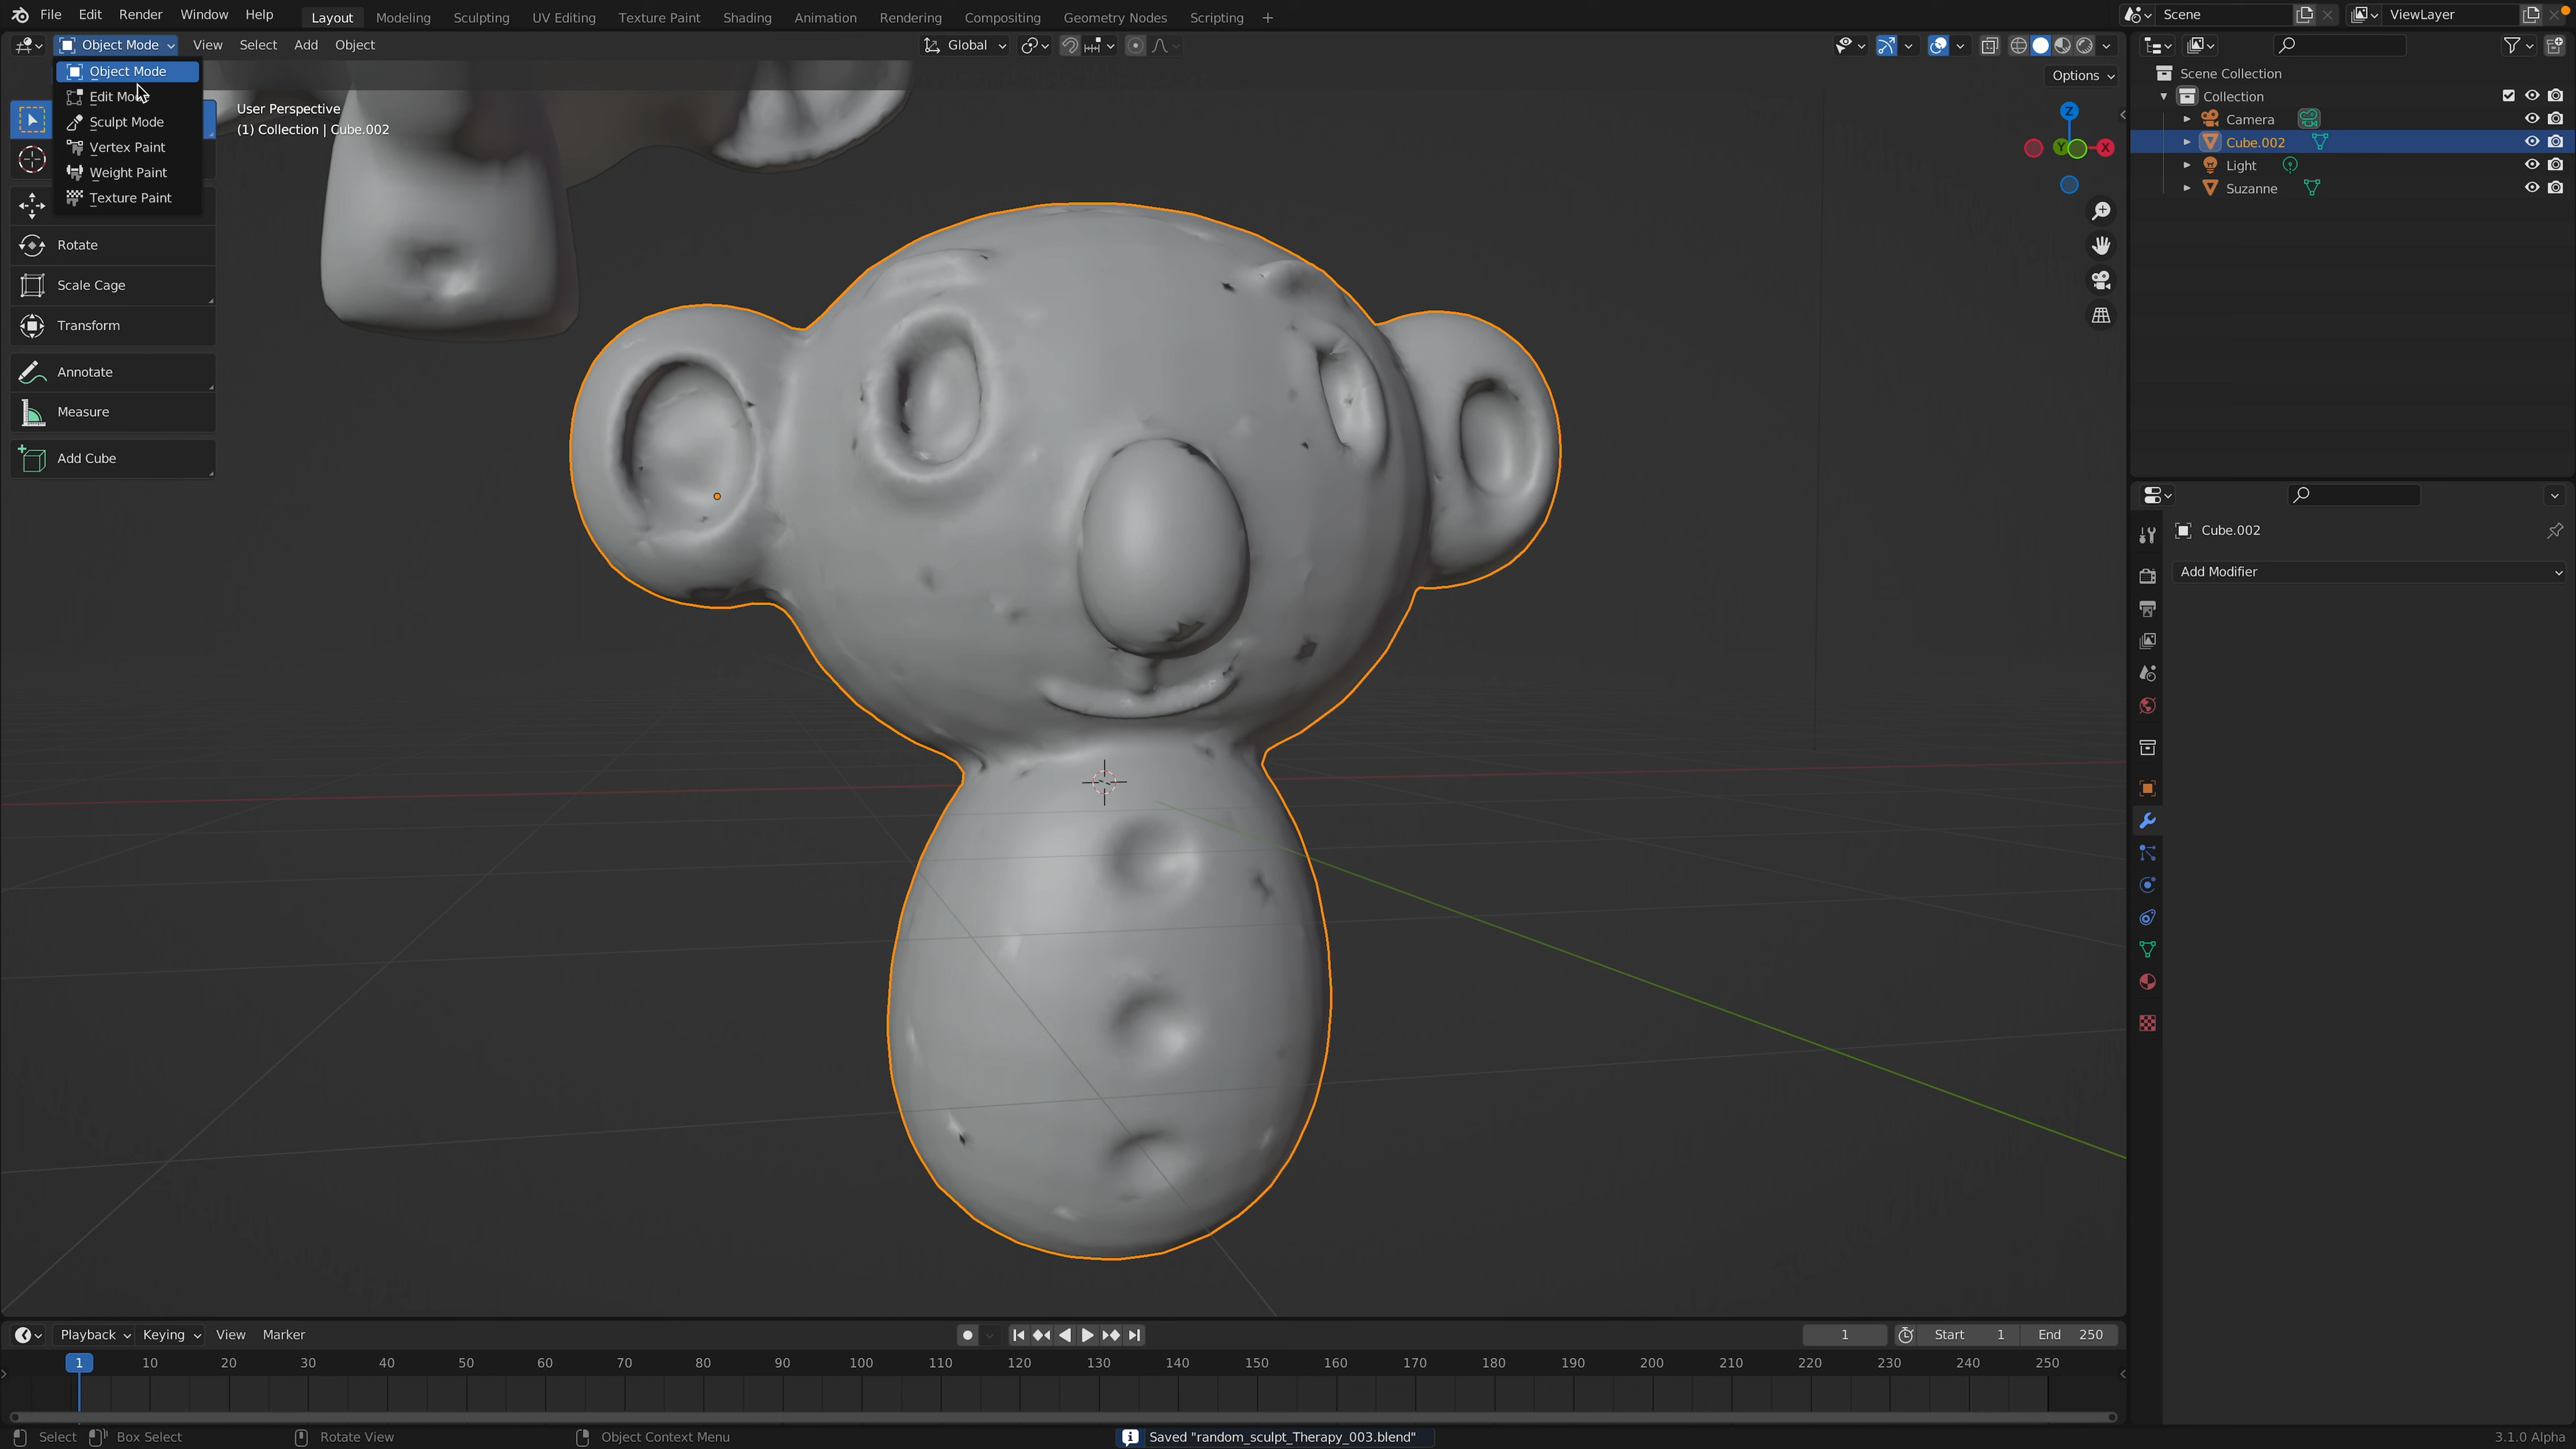 File Edit Render Window Help Layout Modeling Sculpting UV Editing Texture Paint Shading Animation Rendering Compositing Geometry Nodes Scripting + Scene ViewLayer
Object Mode View Select Add Object Global
Options
Object Mode
Sculpt Mode
Vertex Paint
Weight Paint
Texture Paint
User Perspective
(1) Collection | Cube.002
Rotate
Scale Cage
Transform
Annotate
Measure
Add Cube
Z
Y
X
Scene Collection
Collection
Camera
Cube.002
Light
Suzanne
Cube.002
Add Modifier
Playback Keying View Marker 1 Start 1 End 250
1 10 20 30 40 50 60 70 80 90 100 110 120 130 140 150 160 170 180 190 200 210 220 230 240 250
Select Box Select Rotate View Object Context Menu Saved "random_sculpt_Therapy_003.blend" 3.1.0 Alpha